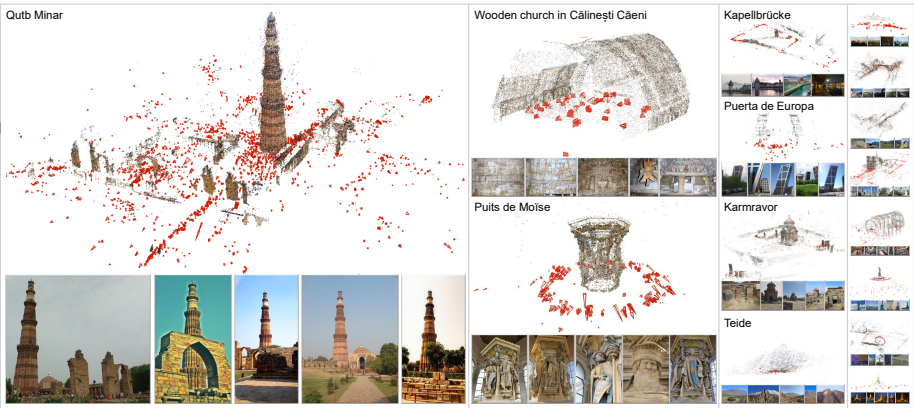 Qutb Minar
Wooden church in Călinești Căeni
Puits de Moïse
Kapellbrücke
Puerta de Europa
Karmravor
Teide